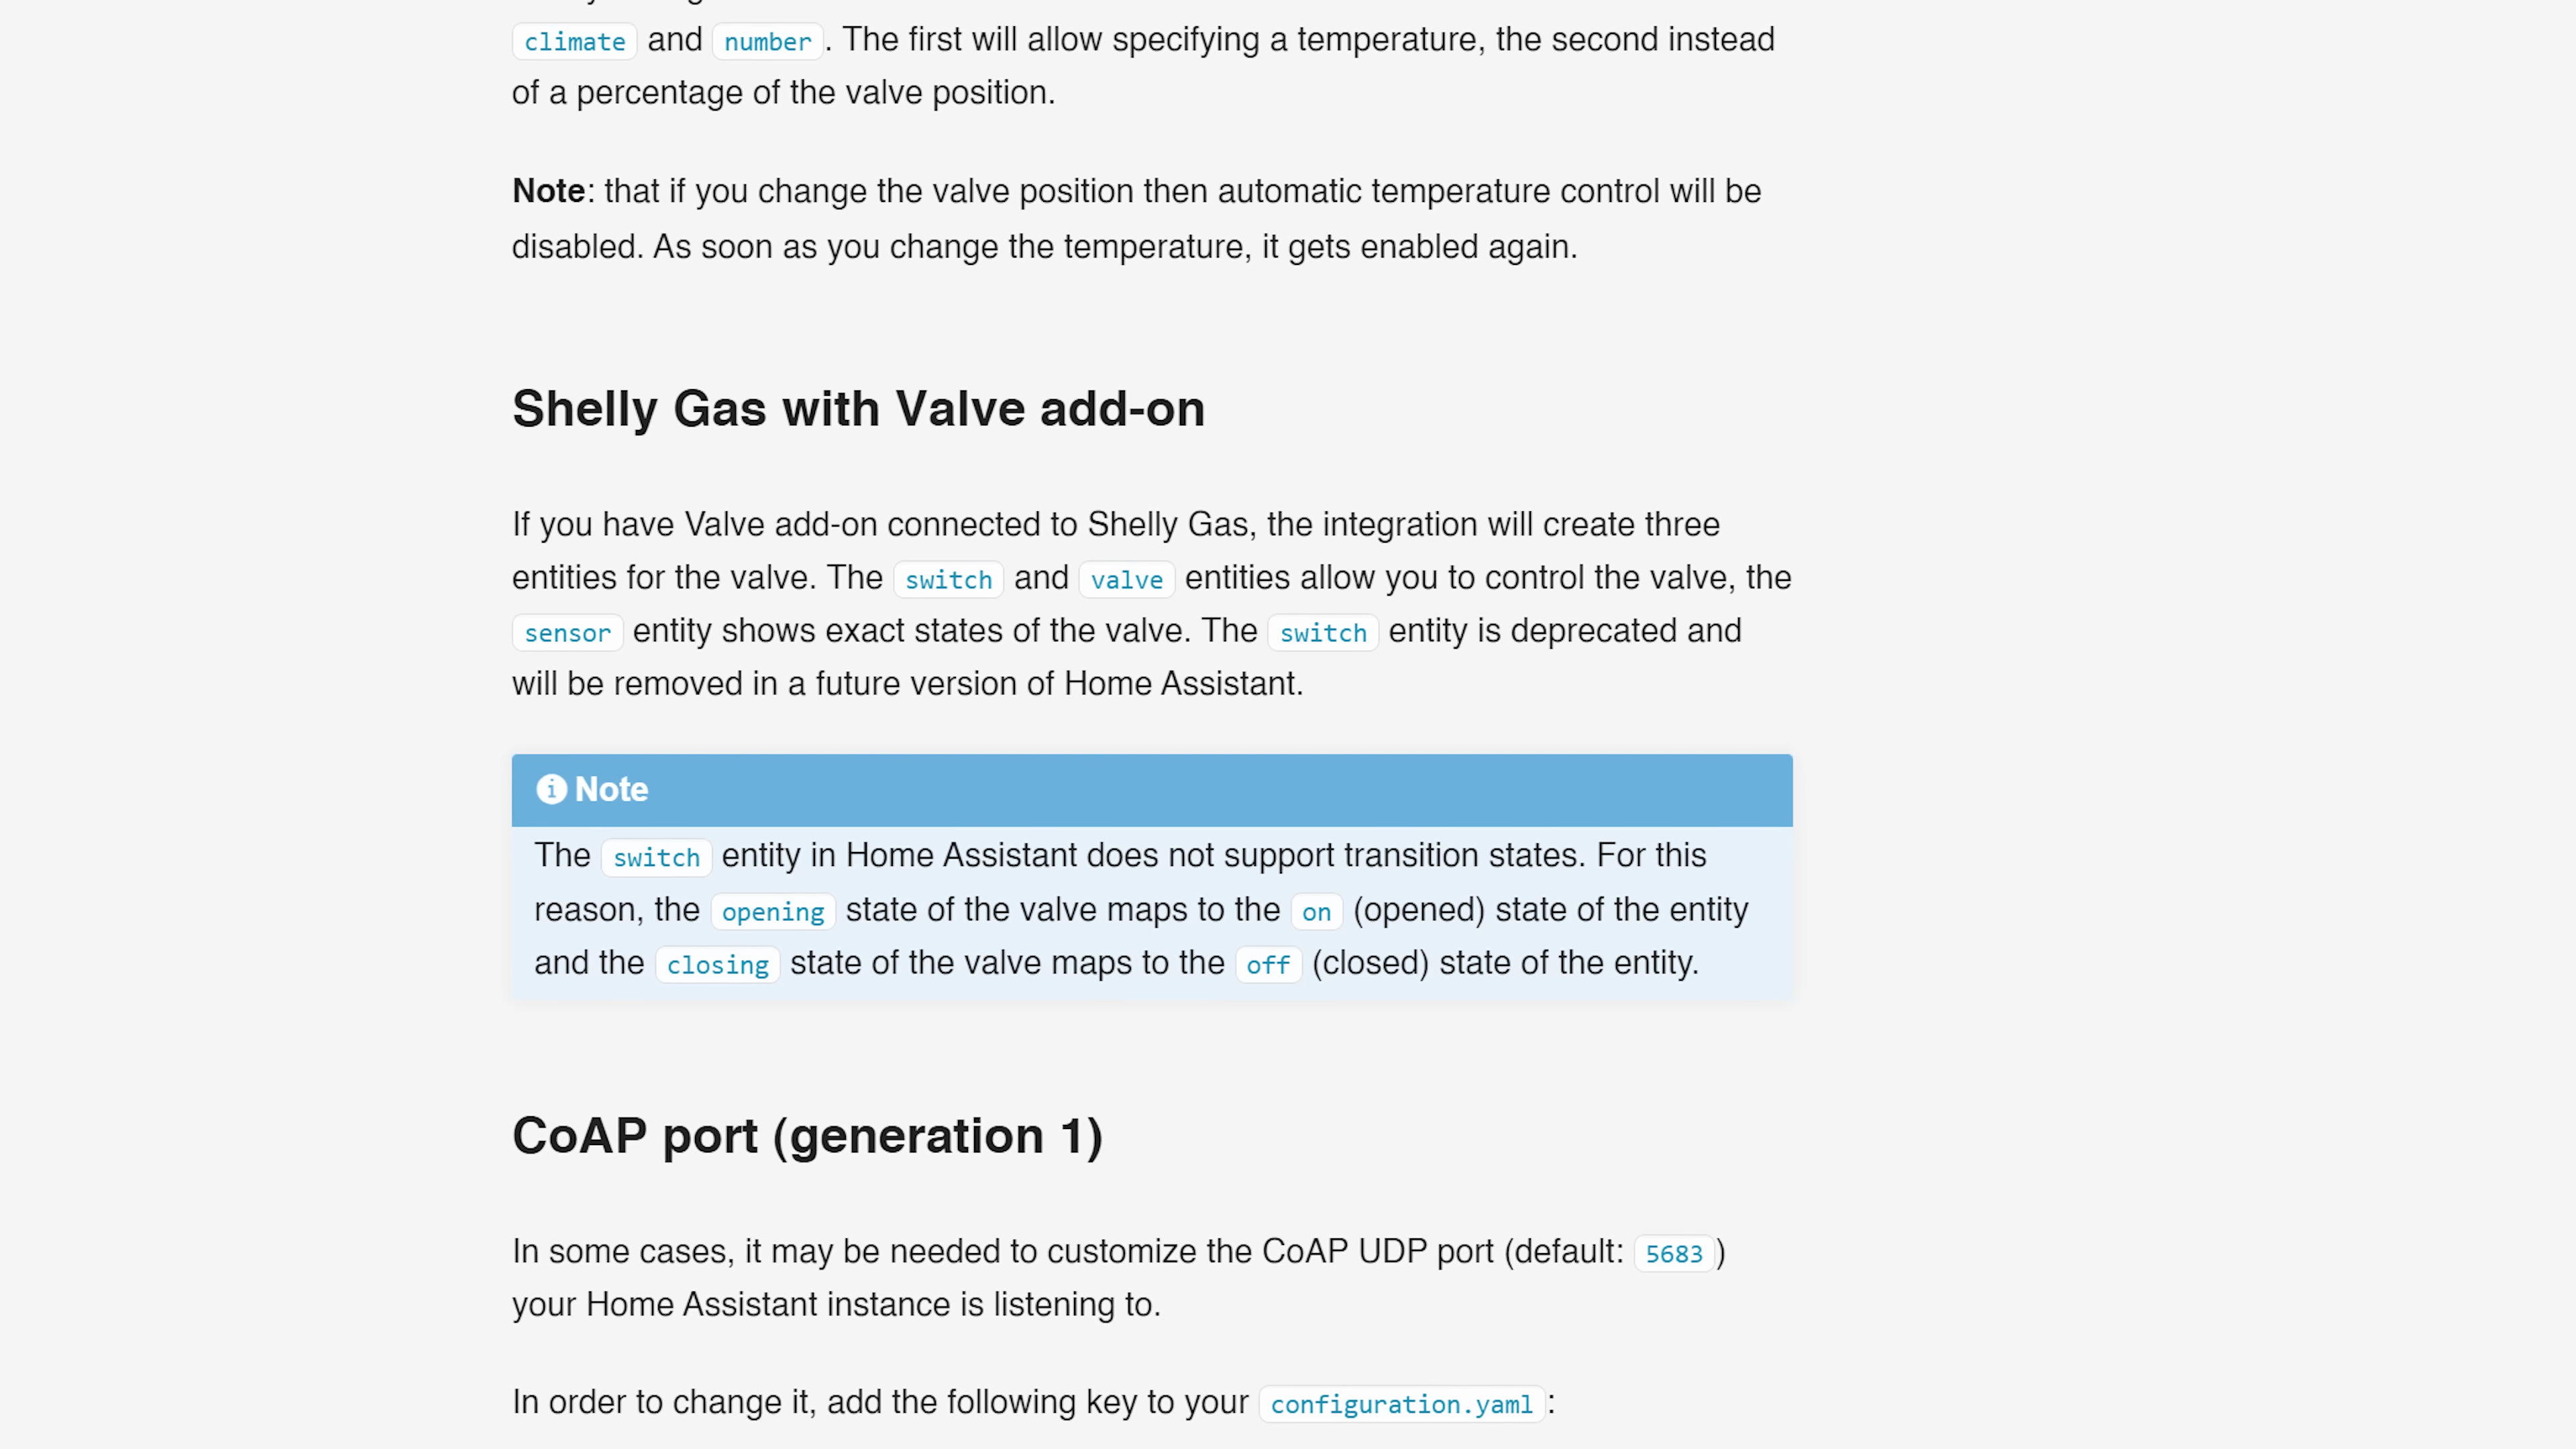 climate and number. The first will allow specifying a temperature, the second instead
of a percentage of the valve position.
Note: that if you change the valve position then automatic temperature control will be
disabled. As soon as you change the temperature, it gets enabled again.
Shelly Gas with Valve add-on
If you have Valve add-on connected to Shelly Gas, the integration will create three
entities for the valve. The switch and valve entities allow you to control the valve, the
sensor entity shows exact states of the valve. The switch entity is deprecated and
will be removed in a future version of Home Assistant.
Note
The switch entity in Home Assistant does not support transition states. For this
reason, the opening state of the valve maps to the on (opened) state of the entity
and the closing state of the valve maps to the off (closed) state of the entity.
CoAP port (generation 1)
In some cases, it may be needed to customize the CoAP UDP port (default: 5683)
your Home Assistant instance is listening to.
In order to change it, add the following key to your configuration.yaml: